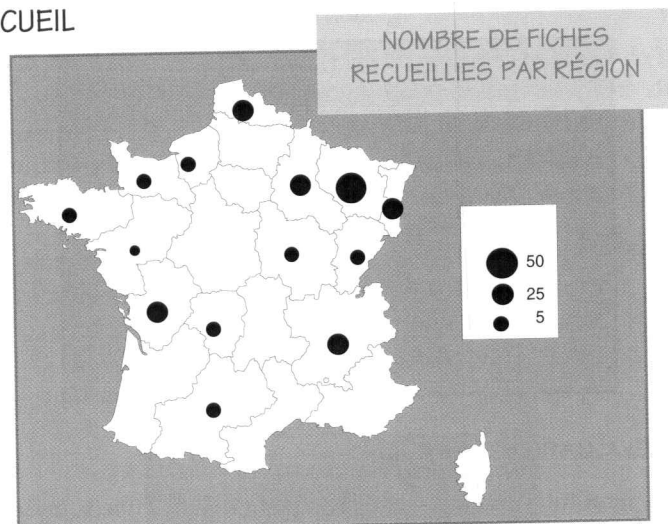 CUEIL
NOMBRE DE FICHES
RECUEILLIES PAR RÉGION
50
25
5